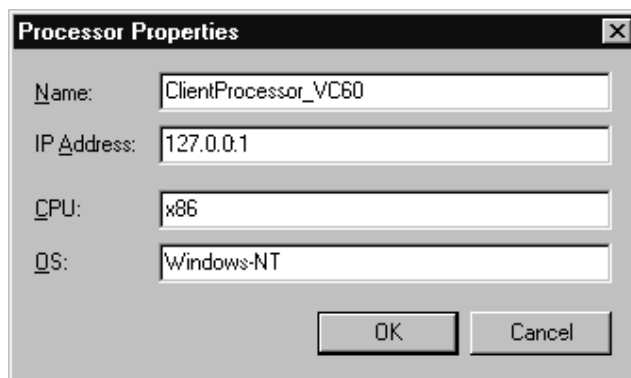 Processor Properties
Name: ClientProcessor_VC60
IP Address: 127.0.0.1
CPU: x86
OS: Windows-NT
OK Cancel